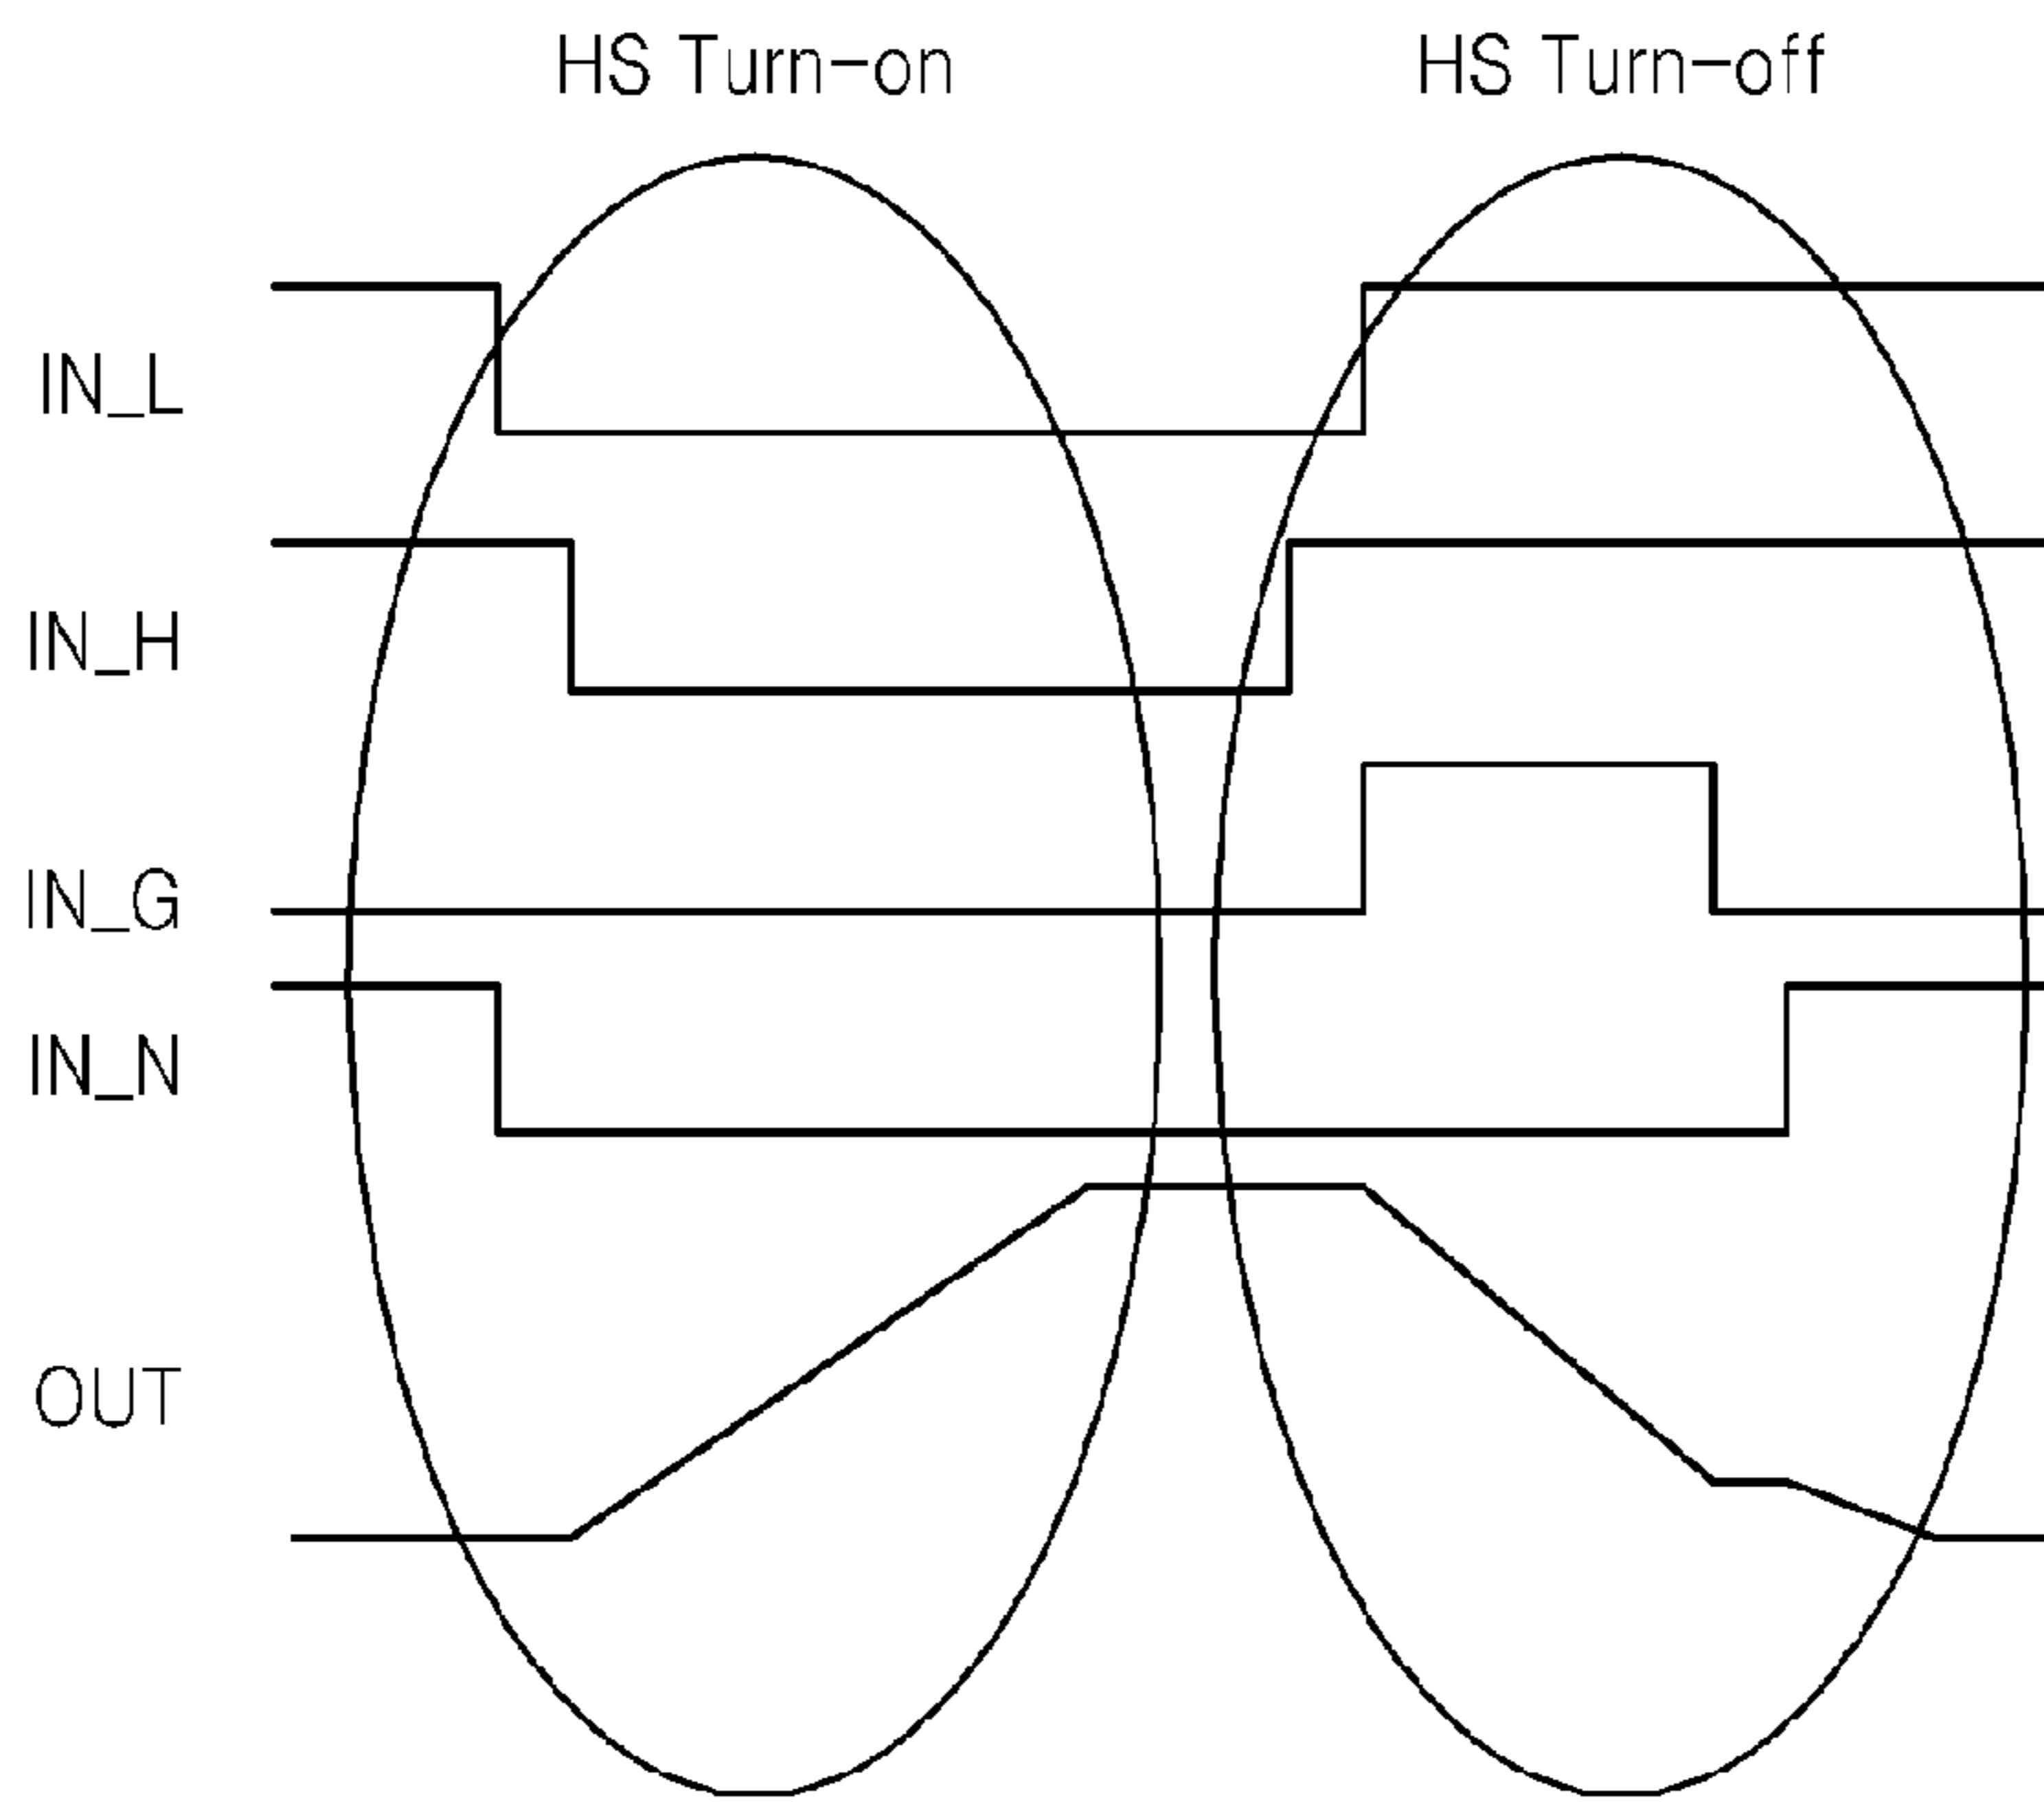 HS Turn-on
HS Turn-off
IN_L
IN_H
IN_G
IN_N
OUT